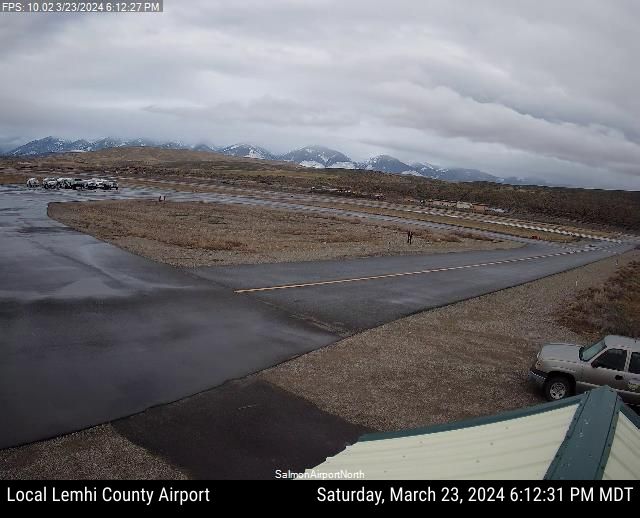 FPS: 10.02 3/23/2024 6:12:27 PM
SalmonAirportNorth
Local Lemhi County Airport Saturday, March 23, 2024 6:12:31 PM MDT